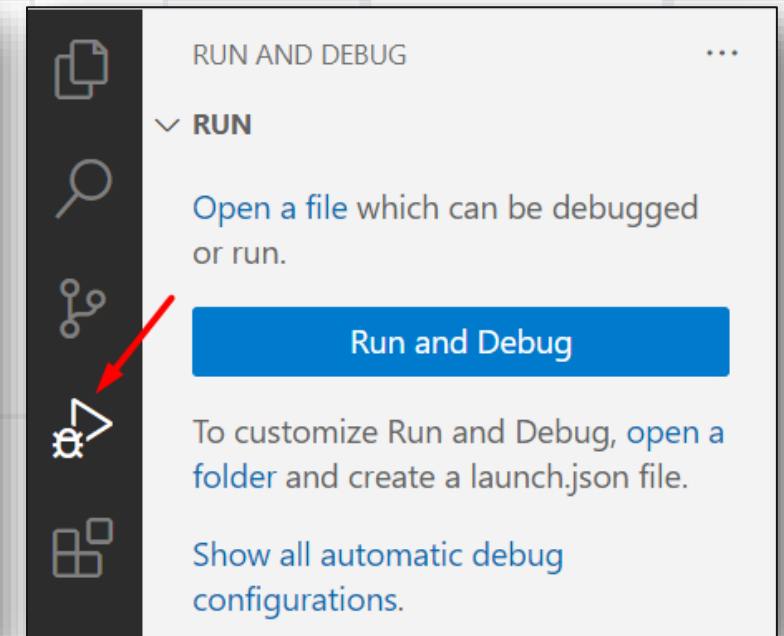 RUN AND DEBUG ...
RUN
Open a file which can be debugged
or run.
Run and Debug
To customize Run and Debug, open a
folder and create a launch.json file.
Show all automatic debug
configurations.